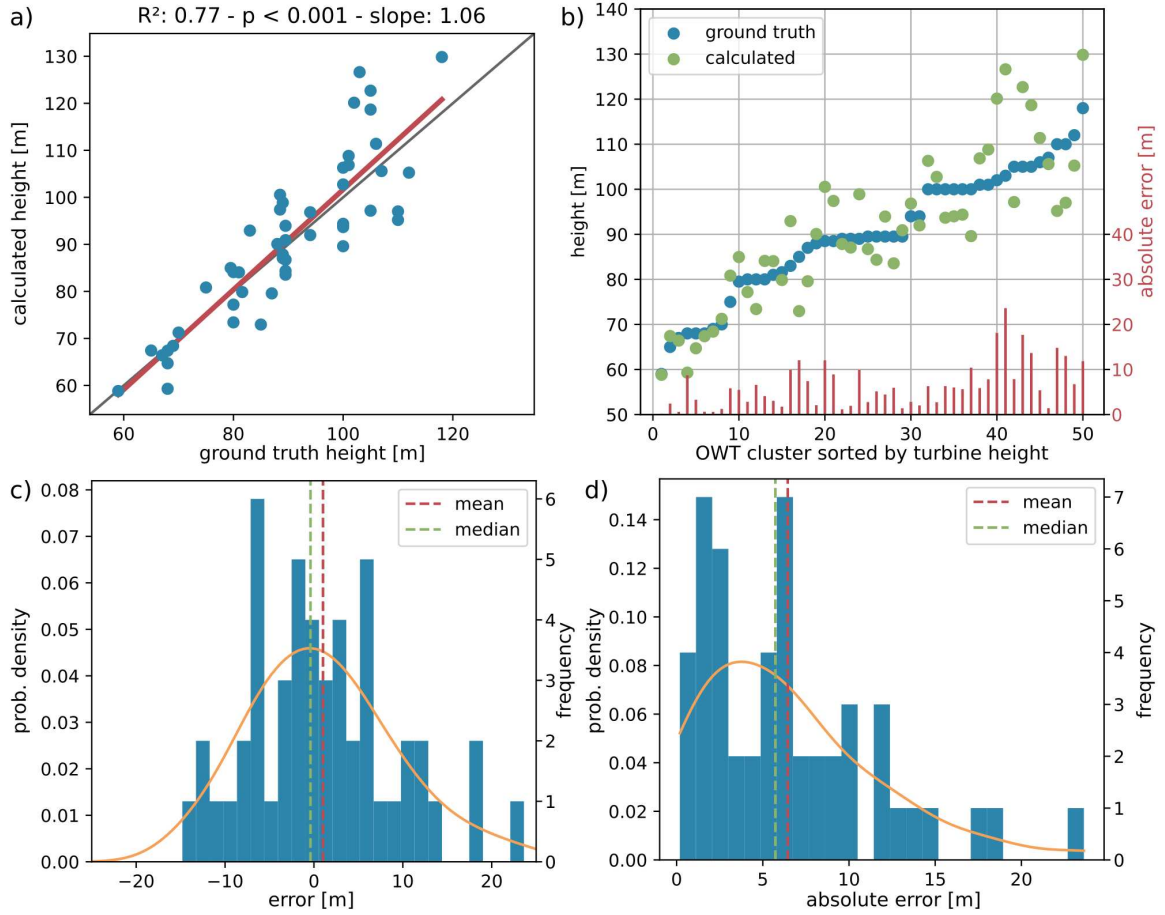 a)
R²: 0.77 - p < 0.001 - slope: 1.06
130
120
110
100
90
80
70
60
calculated height [m]
60 80 100 120
ground truth height [m]
b)
ground truth
calculated
140
130
120
110
100
90
80
70
60
50
height [m]
40
30
20
10
0
absolute error [m]
0 10 20 30 40 50
OWT cluster sorted by turbine height
c)
mean
median
0.08
0.07
0.06
0.05
0.04
0.03
0.02
0.01
0.00
prob. density
6
5
4
3
2
1
0
frequency
−20 −10 0 10 20
error [m]
d)
mean
median
0.14
0.12
0.10
0.08
0.06
0.04
0.02
0.00
prob. density
7
6
5
4
3
2
1
0
frequency
0 5 10 15 20
absolute error [m]